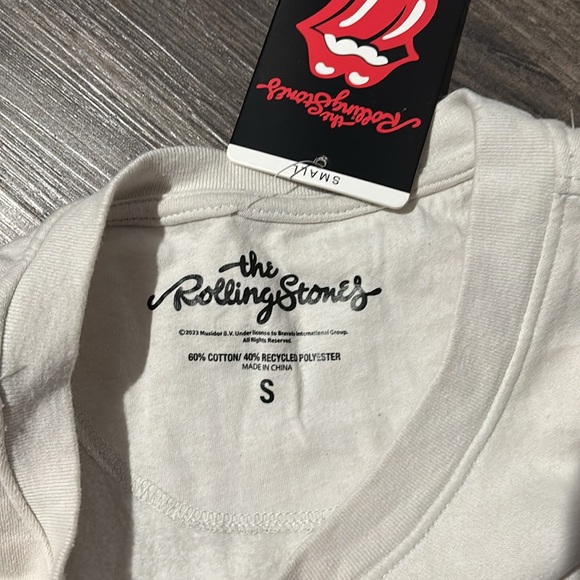 the
Rolling Stones
SMALL
the
Rolling Stones
©2023 Musidor B.V. Under license to Bravado International Group.
All Rights Reserved.
60% COTTON/ 40% RECYCLED POLYESTER
MADE IN CHINA
S